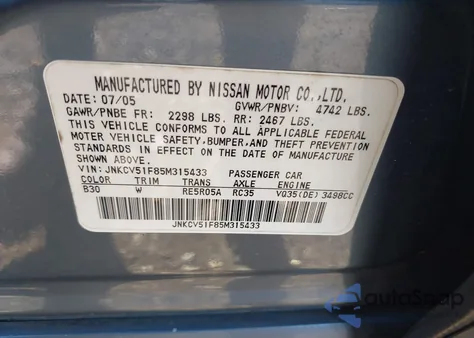 MANUFACTURED BY NISSAN MOTOR CO.,LTD.
DATE: 07/05 GVWR/PNBV: 4742 LBS.
GAWR/PNBE FR: 2298 LBS. RR: 2467 LBS.
THIS VEHICLE CONFORMS TO ALL APPLICABLE FEDERAL
MOTOR VEHICLE SAFETY,BUMPER,AND THEFT PREVENTION
STANDARDS IN EFFECT ON THE DATE OF MANUFACTURE
SHOWN ABOVE.
VIN: JNKCV51F85M315433 PASSENGER CAR
COLOR TRIM TRANS AXLE ENGINE
B30 W RE5R05A RC35 VQ35(DE) 3498CC
JNKCV51F85M315433
AutoSnap